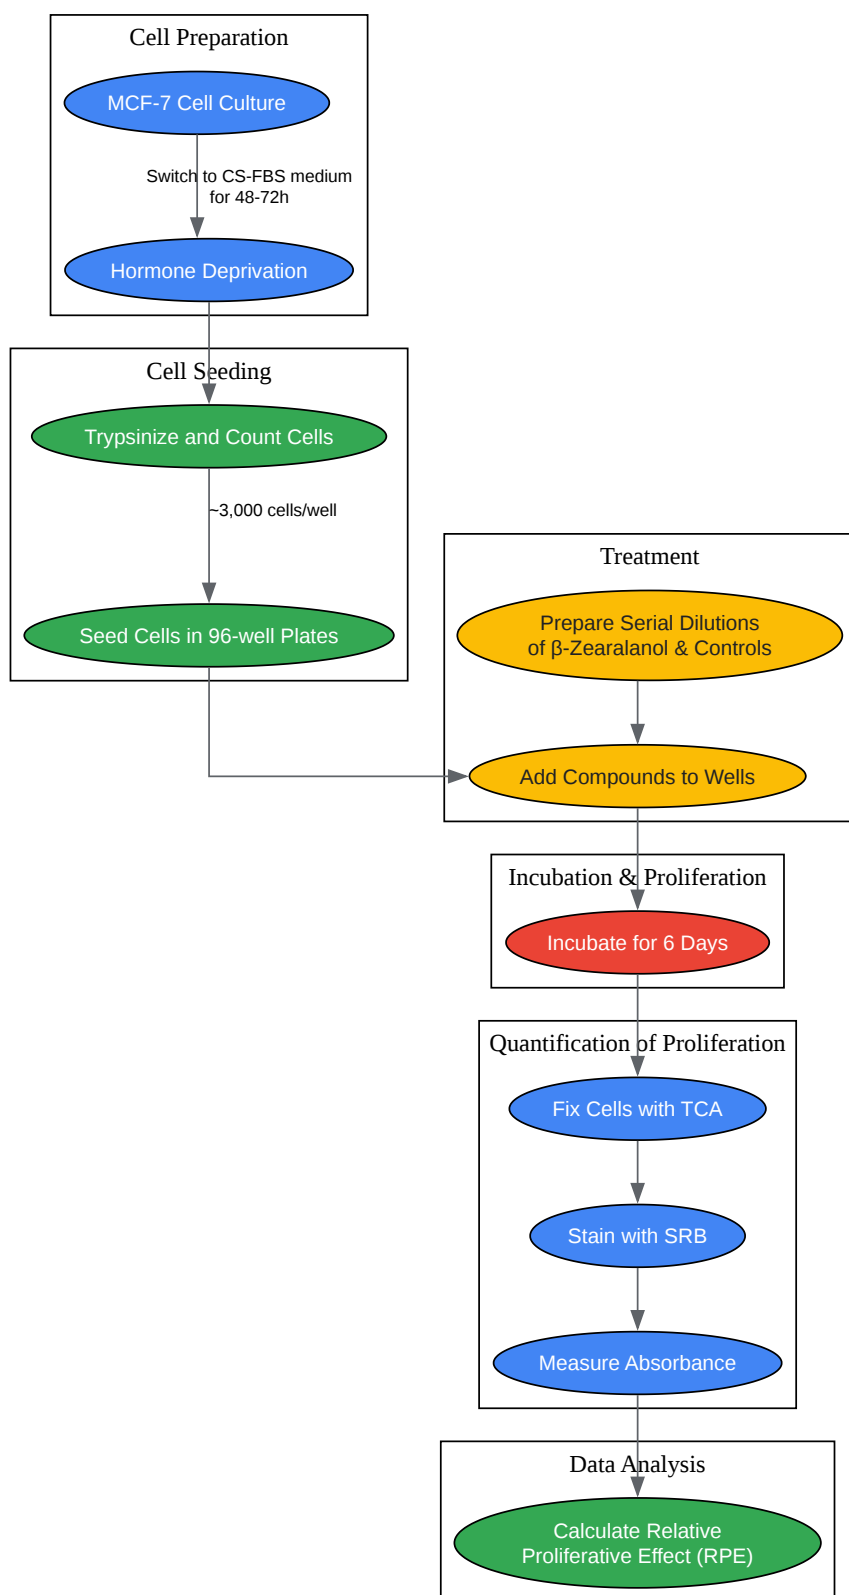 Cell Preparation
MCF-7 Cell Culture
Switch to CS-FBS medium
for 48-72h
Hormone Deprivation
Cell Seeding
Trypsinize and Count Cells
~3,000 cells/well
Seed Cells in 96-well Plates
Treatment
Prepare Serial Dilutions
of β-Zearalanol & Controls
Add Compounds to Wells
Incubation & Proliferation
Incubate for 6 Days
Quantification of Proliferation
Fix Cells with TCA
Stain with SRB
Measure Absorbance
Data Analysis
Calculate Relative
Proliferative Effect (RPE)